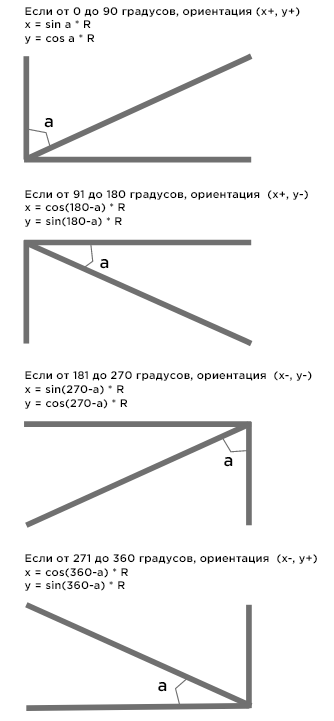 Если от 0 до 90 градусов, ориентация (x+, y+)
x = sin a * R
y = cos a * R
a
Если от 91 до 180 градусов, ориентация  (x+, y-)
x = cos(180-a) * R
y = sin(180-a) * R
a
Если от 181 до 270 градусов, ориентация  (x-, y-)
x = sin(270-a) * R
y = cos(270-a) * R
a
Если от 271 до 360 градусов, ориентация  (x-, y+)
x = cos(360-a) * R
y = sin(360-a) * R
a